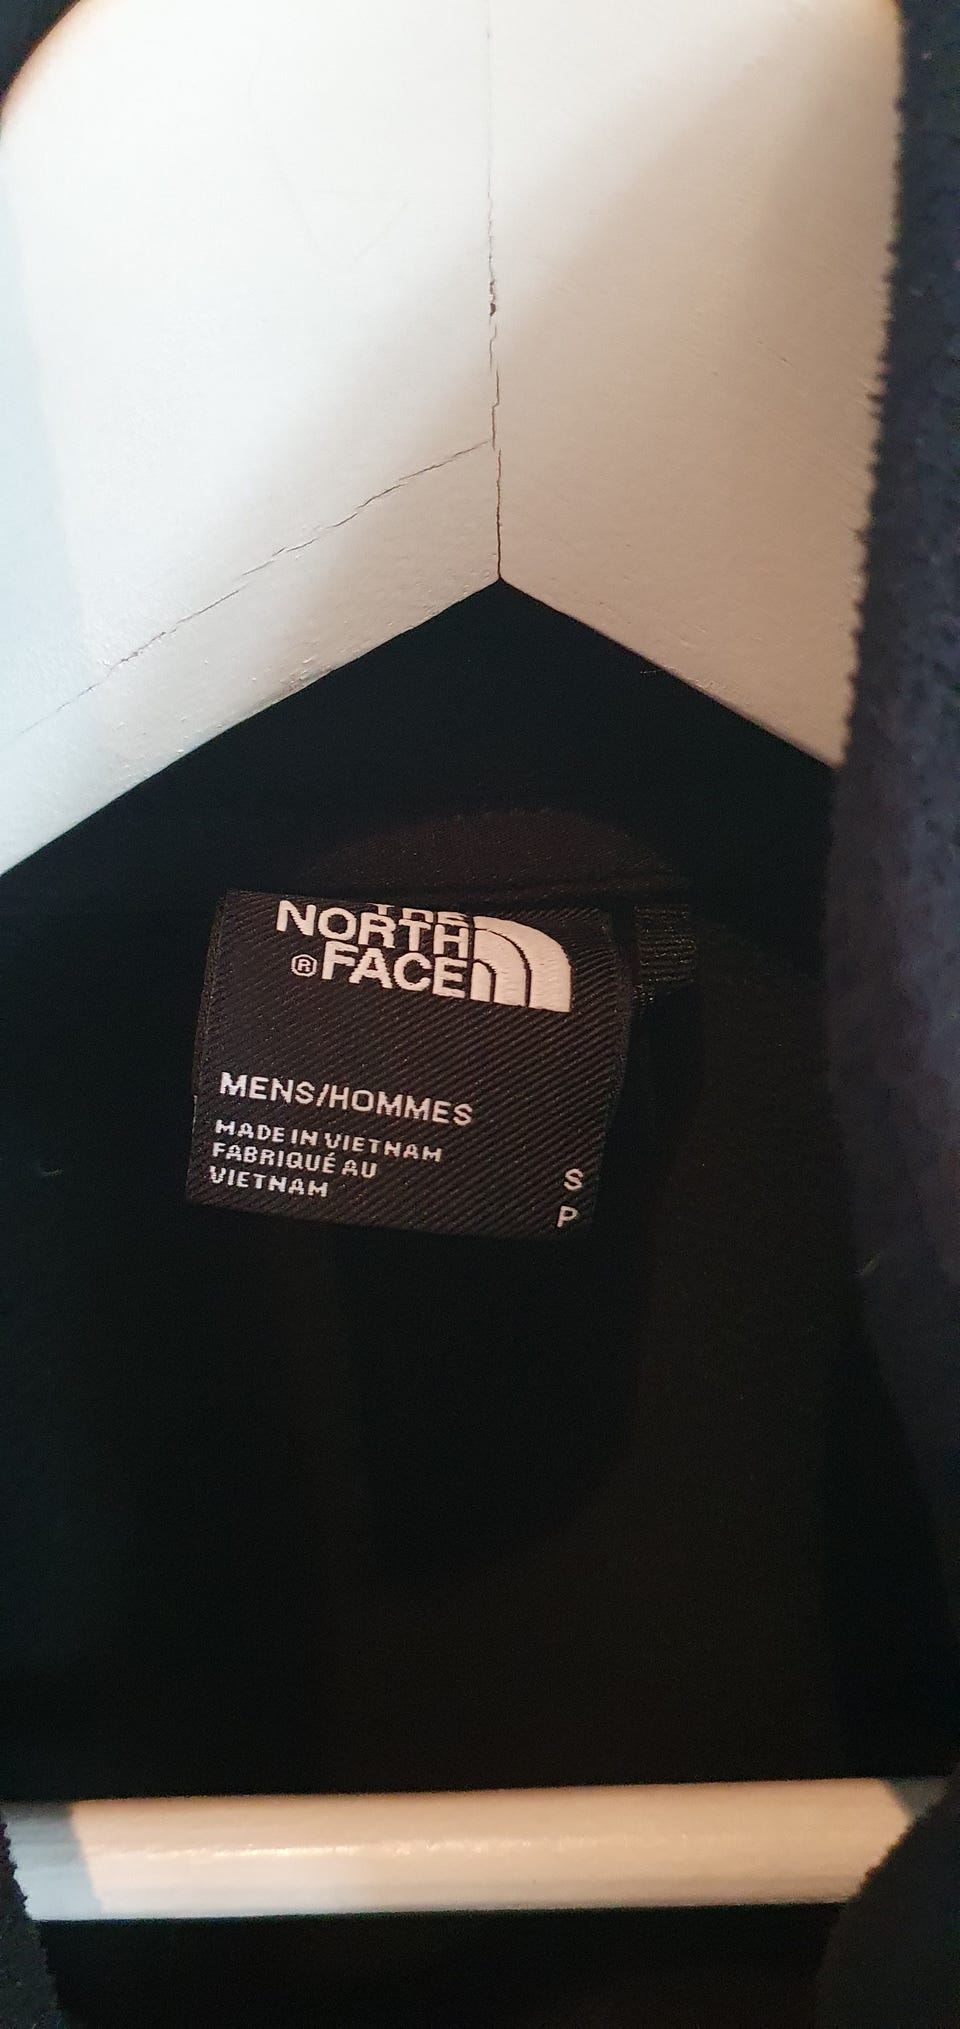 THE
NORTH
® FACE
MENS/HOMMES
MADE IN VIETNAM
FABRIQUÉ AU
VIETNAM
S
P